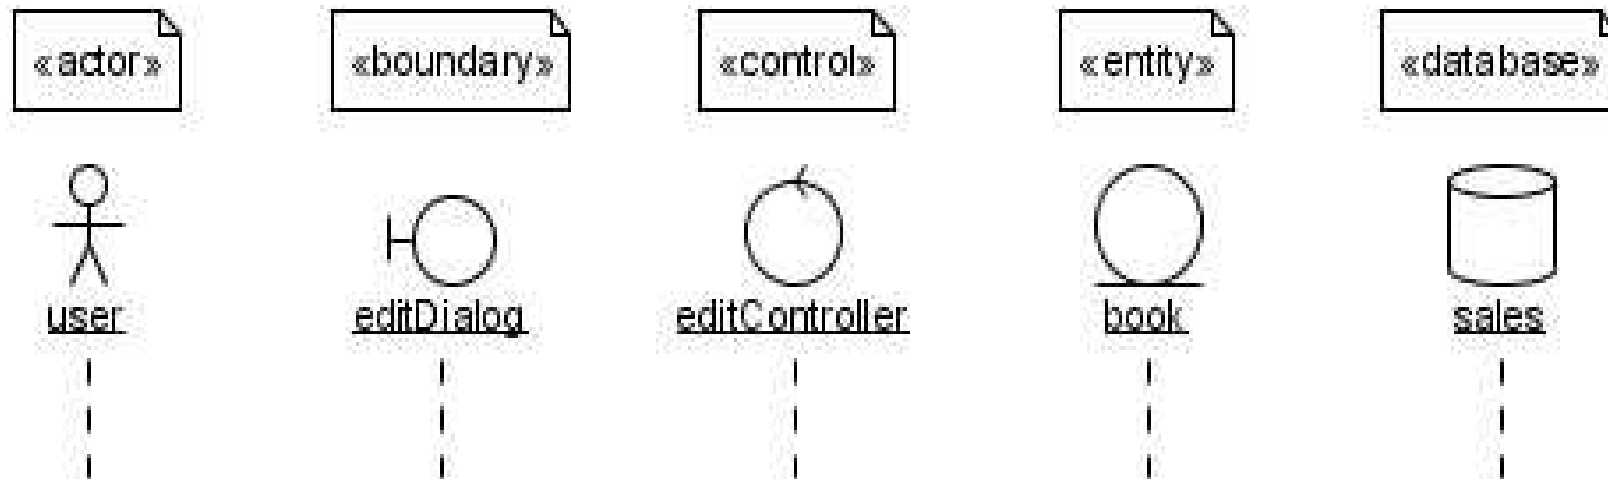 «actor» «boundary» «control» «entity» «database»
user editDialog editController book sales